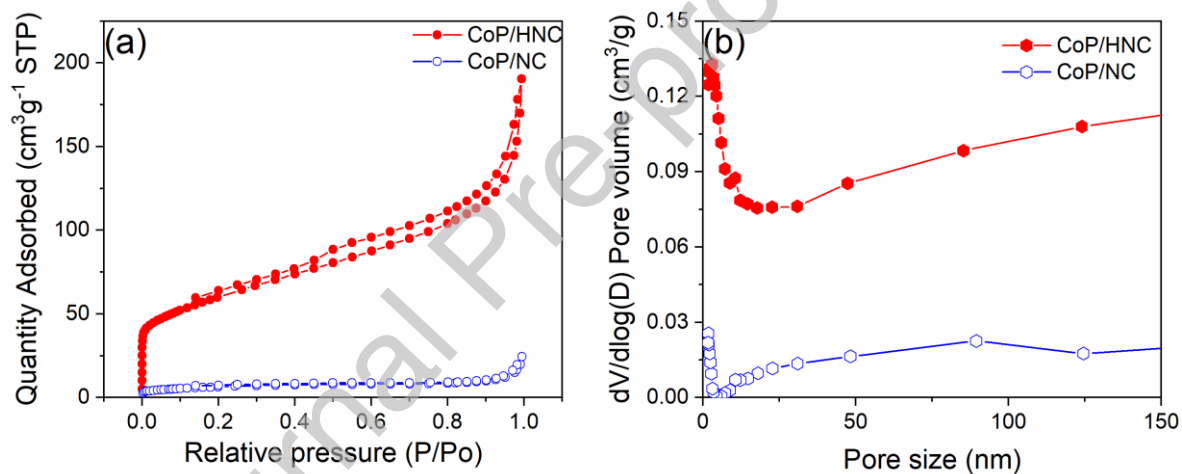 (a)
CoP/HNC
CoP/NC
200
150
100
50
0
0.0 0.2 0.4 0.6 0.8 1.0
Quantity Adsorbed (cm³g⁻¹ STP)
Relative pressure (P/Po)
(b)
CoP/HNC
CoP/NC
0.15
0.12
0.09
0.06
0.03
0.00
0 50 100 150
dV/dlog(D) Pore volume (cm³/g)
Pore size (nm)
rnal Pre-pro